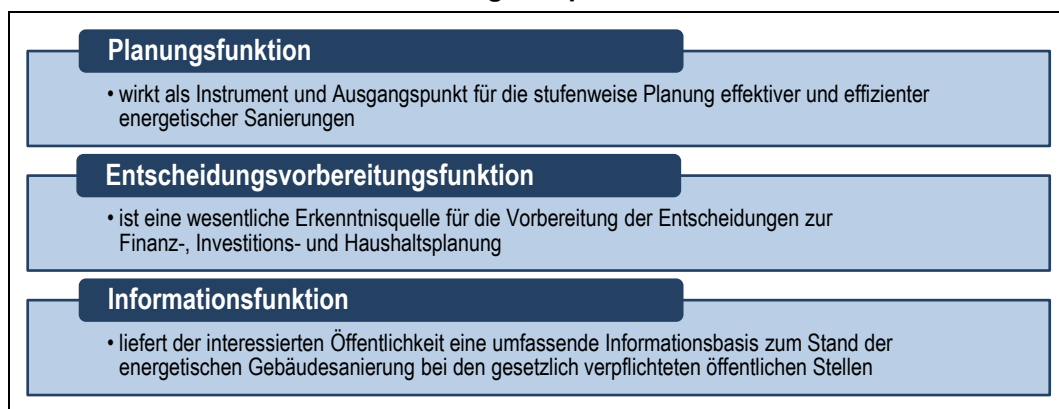 Planungsfunktion
• wirkt als Instrument und Ausgangspunkt für die stufenweise Planung effektiver und effizienter
energetischer Sanierungen
Entscheidungsvorbereitungsfunktion
• ist eine wesentliche Erkenntnisquelle für die Vorbereitung der Entscheidungen zur
Finanz-, Investitions- und Haushaltsplanung
Informationsfunktion
• liefert der interessierten Öffentlichkeit eine umfassende Informationsbasis zum Stand der
energetischen Gebäudesanierung bei den gesetzlich verpflichteten öffentlichen Stellen